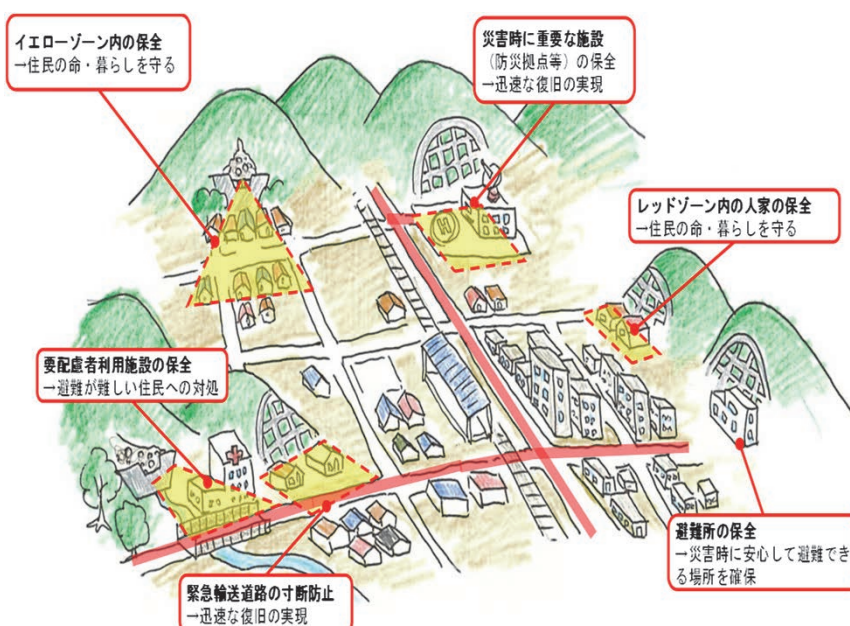 イエローゾーン内の保全
→住民の命・暮らしを守る
災害時に重要な施設
(防災拠点等)の保全
→迅速な復旧の実現
レッドゾーン内の人家の保全
→住民の命・暮らしを守る
要配慮者利用施設の保全
→避難が難しい住民への対処
H
避難所の保全
→災害時に安心して避難でき
る場所を確保
緊急輸送道路の寸断防止
→迅速な復旧の実現